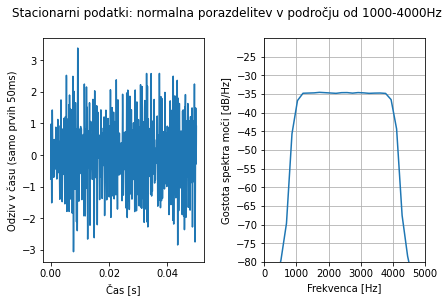 Stacionarni podatki: normalna porazdelitev v področju od 1000-4000Hz
Odziv v času (samo prvih 50ms)
3
2
1
0
−1
−2
−3
0.00 0.02 0.04
Čas [s]
Gostota spektra moči [dB/Hz]
−25
−30
−35
−40
−45
−50
−55
−60
−65
−70
−75
−80
0 1000 2000 3000 4000 5000
Frekvenca [Hz]